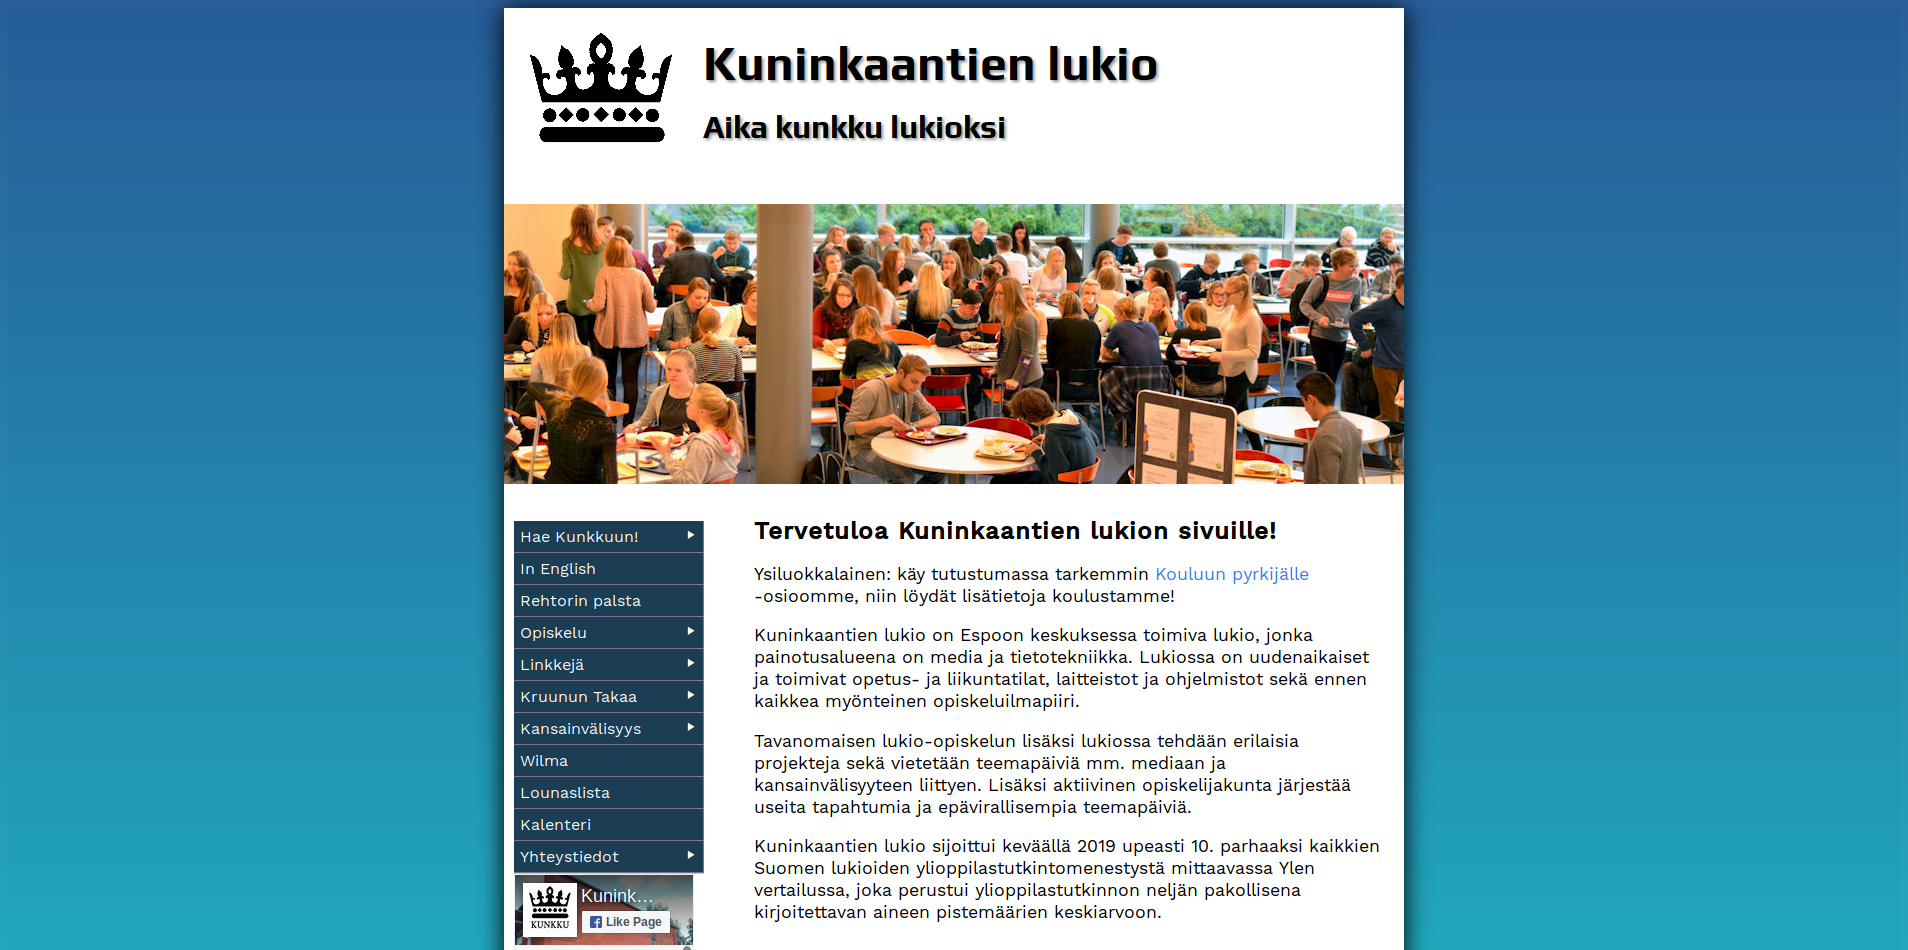 Kuninkaantien lukio
Aika kunkku lukioksi
Hae Kunkkuun!
In English
Rehtorin palsta
Opiskelu
Linkkejä
Kruunun Takaa
Kansainvälisyys
Wilma
Lounaslista
Kalenteri
Yhteystiedot
KUNKKU
Kunink...
Like Page
Tervetuloa Kuninkaantien lukion sivuille!
Ysiluokkalainen: käy tutustumassa tarkemmin Kouluun pyrkijälle
-osioomme, niin löydät lisätietoja koulustamme!
Kuninkaantien lukio on Espoon keskuksessa toimiva lukio, jonka
painotusalueena on media ja tietotekniikka. Lukiossa on uudenaikaiset
ja toimivat opetus- ja liikuntatilat, laitteistot ja ohjelmistot sekä ennen
kaikkea myönteinen opiskeluilmapiiri.
Tavanomaisen lukio-opiskelun lisäksi lukiossa tehdään erilaisia
projekteja sekä vietetään teemapäiviä mm. mediaan ja
kansainvälisyyteen liittyen. Lisäksi aktiivinen opiskelijakunta järjestää
useita tapahtumia ja epävirallisempia teemapäiviä.
Kuninkaantien lukio sijoittui keväällä 2019 upeasti 10. parhaaksi kaikkien
Suomen lukioiden ylioppilastutkintomenestystä mittaavassa Ylen
vertailussa, joka perustui ylioppilastutkinnon neljän pakollisena
kirjoitettavan aineen pistemäärien keskiarvoon.